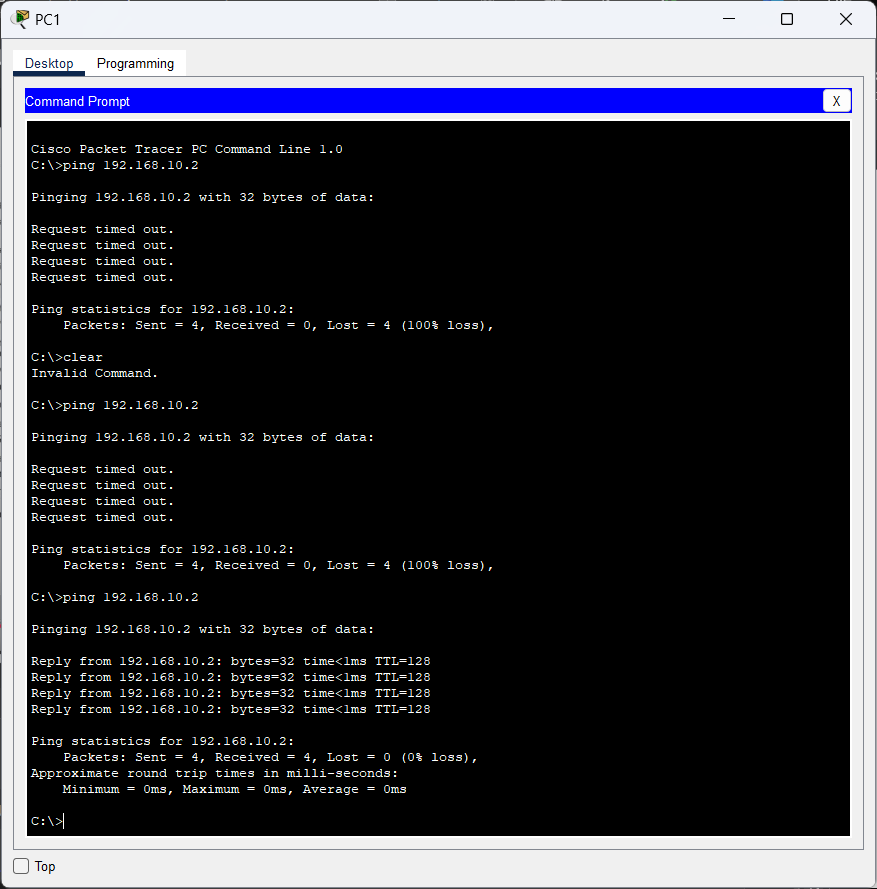 PC1
Desktop Programming
Command Prompt X
Cisco Packet Tracer PC Command Line 1.0
C:\>ping 192.168.10.2
Pinging 192.168.10.2 with 32 bytes of data:
Request timed out.
Request timed out.
Request timed out.
Request timed out.
Ping statistics for 192.168.10.2:
    Packets: Sent = 4, Received = 0, Lost = 4 (100% loss),
C:\>clear
Invalid Command.
C:\>ping 192.168.10.2
Pinging 192.168.10.2 with 32 bytes of data:
Request timed out.
Request timed out.
Request timed out.
Request timed out.
Ping statistics for 192.168.10.2:
    Packets: Sent = 4, Received = 0, Lost = 4 (100% loss),
C:\>ping 192.168.10.2
Pinging 192.168.10.2 with 32 bytes of data:
Reply from 192.168.10.2: bytes=32 time<1ms TTL=128
Reply from 192.168.10.2: bytes=32 time<1ms TTL=128
Reply from 192.168.10.2: bytes=32 time<1ms TTL=128
Reply from 192.168.10.2: bytes=32 time<1ms TTL=128
Ping statistics for 192.168.10.2:
    Packets: Sent = 4, Received = 4, Lost = 0 (0% loss),
Approximate round trip times in milli-seconds:
    Minimum = 0ms, Maximum = 0ms, Average = 0ms
C:\>
Top